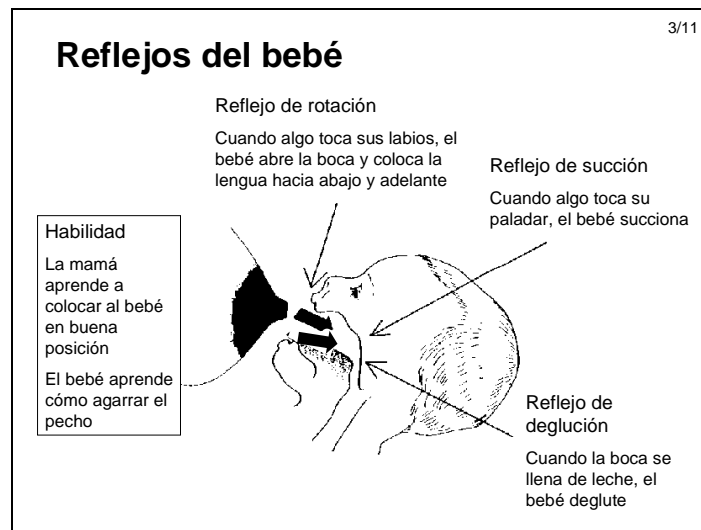 3/11
Reflejos del bebé
Reflejo de rotación
Cuando algo toca sus labios, el
bebé abre la boca y coloca la
lengua hacia abajo y adelante
Reflejo de succión
Cuando algo toca su
paladar, el bebé succiona
Habilidad
La mamá
aprende a
colocar al bebé
en buena
posición
El bebé aprende
cómo agarrar el
pecho
Reflejo de
deglución
Cuando la boca se
llena de leche, el
bebé deglute